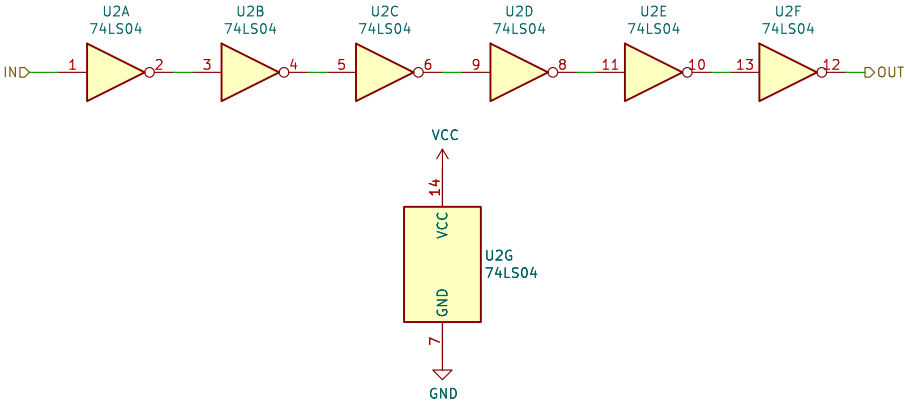 U2A U2B U2C U2D U2E U2F
74LS04 74LS04 74LS04 74LS04 74LS04 74LS04
IN 1 2 3 4 5 6 9 8 11 10 13 12 OUT
VCC
14
VCC
U2G
74LS04
GND
7
GND